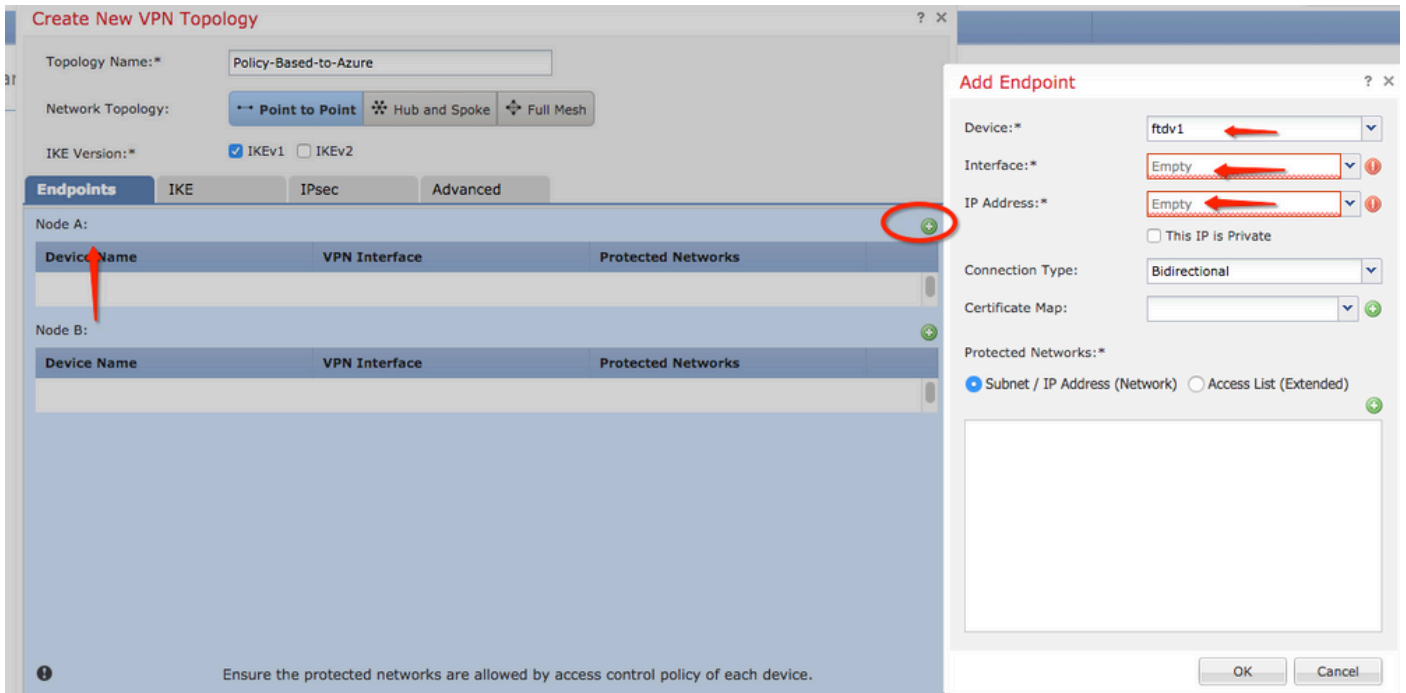 Create New VPN Topology ? ×
Topology Name:* Policy-Based-to-Azure
Network Topology: Point to Point Hub and Spoke Full Mesh
IKE Version:* IKEv1 IKEv2
Endpoints IKE IPsec Advanced
Node A:
Device Name VPN Interface Protected Networks
Node B:
Device Name VPN Interface Protected Networks
Ensure the protected networks are allowed by access control policy of each device.
Add Endpoint ? ×
Device:* ftdv1
Interface:* Empty
IP Address:* Empty
This IP is Private
Connection Type: Bidirectional
Certificate Map:
Protected Networks:*
Subnet / IP Address (Network) Access List (Extended)
OK Cancel